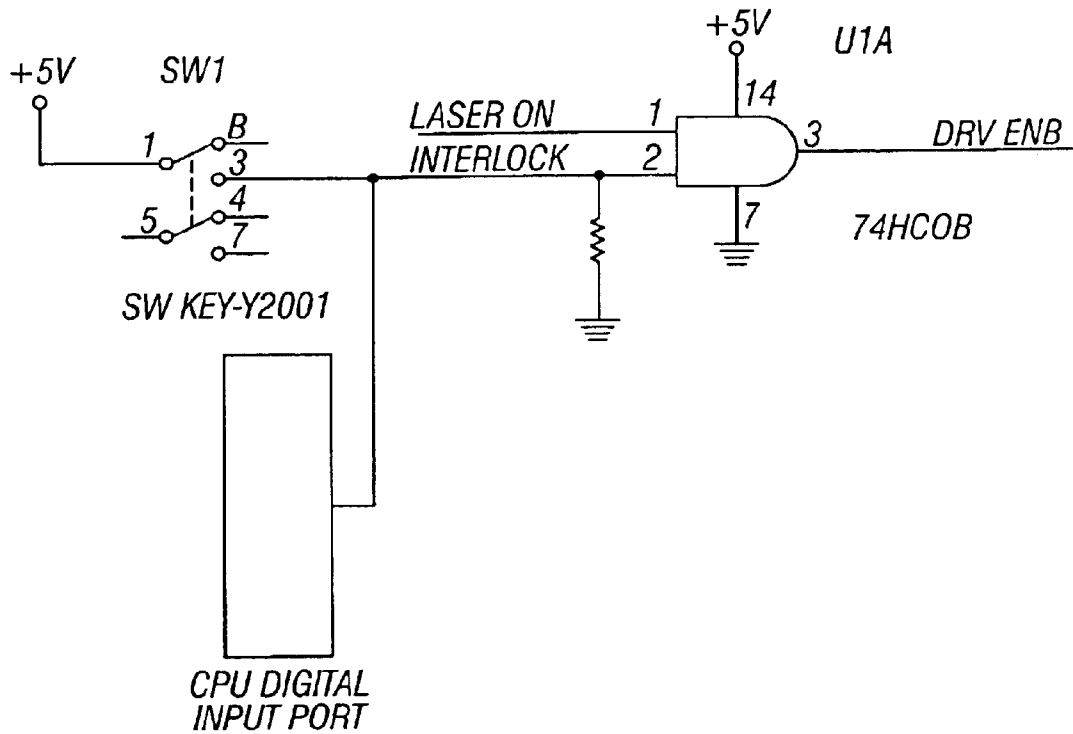 +5V
SW1
+5V
U1A
B
1
3
4
5
7
SW KEY-Y2001
LASER ON
INTERLOCK
1
2
14
3
7
DRV ENB
74HCOB
CPU DIGITAL
INPUT PORT